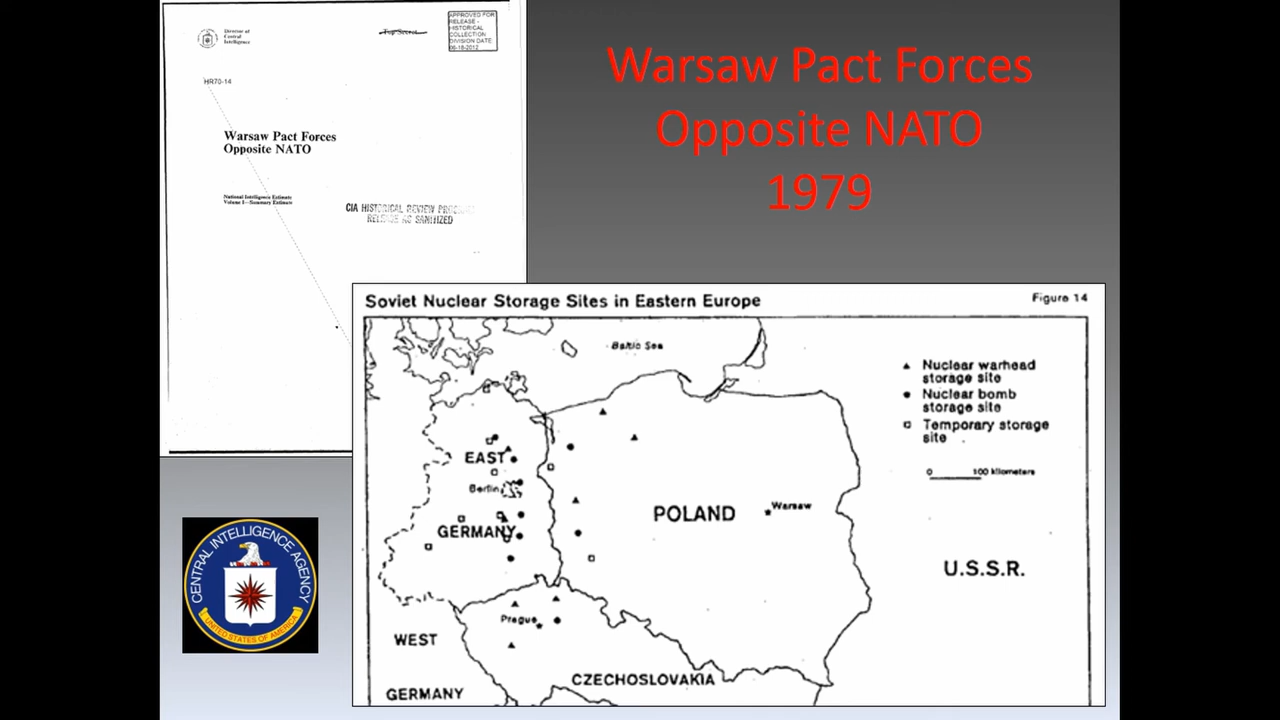 Director of
Central
Intelligence
Top Secret
APPROVED FOR
RELEASE -
HISTORICAL
COLLECTION
DIVISION DATE
06-18-2012
HR70-14
Warsaw Pact Forces
Opposite NATO
National Intelligence Estimate
Volume I—Summary Estimate
CIA HISTORICAL REVIEW PROGRAM
RELEASE AS SANITIZED
Warsaw Pact Forces
Opposite NATO
1979
Soviet Nuclear Storage Sites in Eastern Europe
Figure 14
Baltic Sea
Nuclear warhead
storage site
Nuclear bomb
storage site
Temporary storage
site
0 100 kilometers
EAST
Berlin
GERMANY
POLAND
Warsaw
U.S.S.R.
Prague
WEST
GERMANY
CZECHOSLOVAKIA
CENTRAL INTELLIGENCE AGENCY
UNITED STATES OF AMERICA